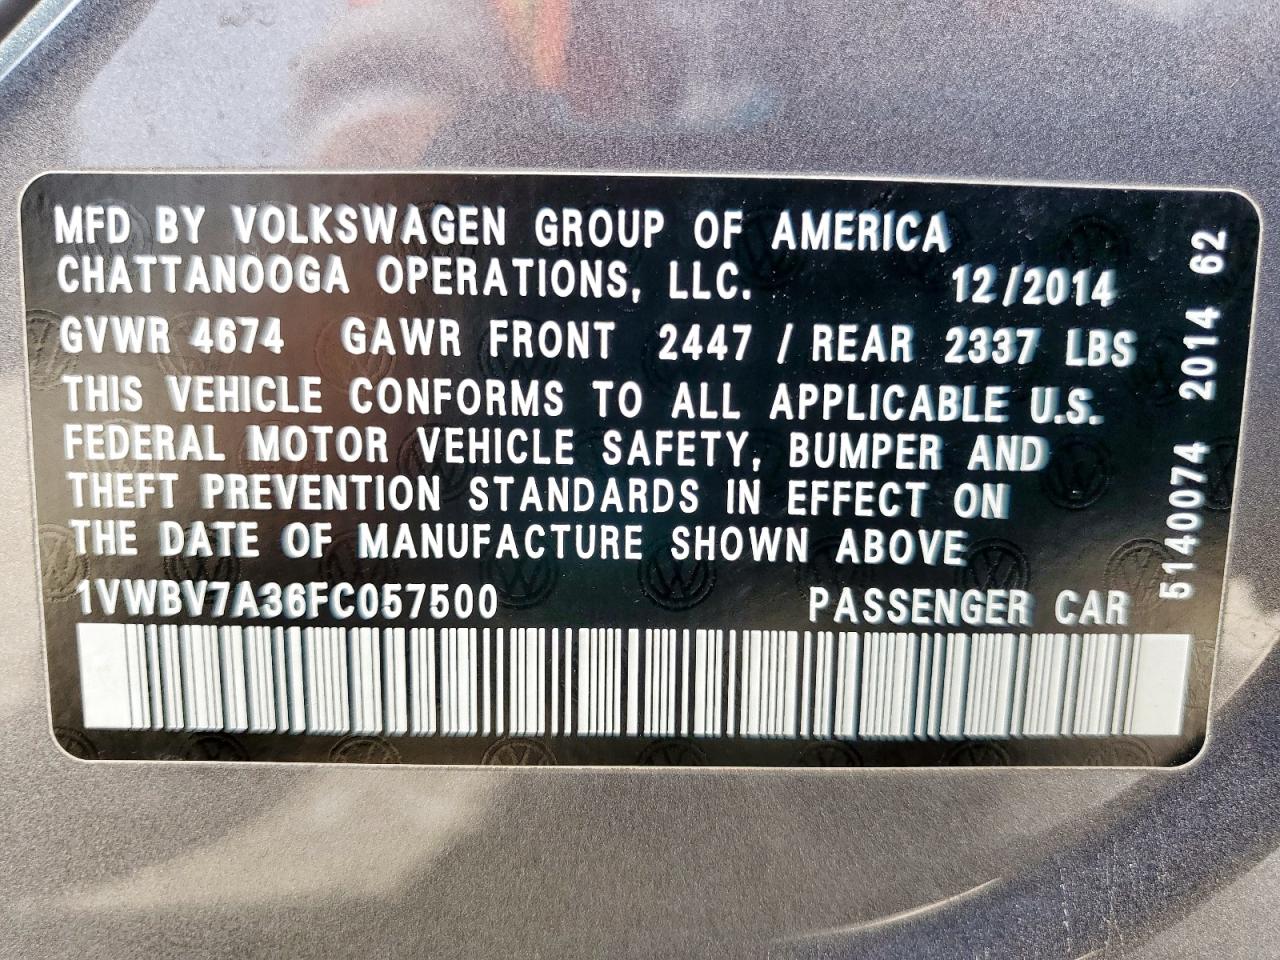 MFD BY VOLKSWAGEN GROUP OF AMERICA
CHATTANOOGA OPERATIONS, LLC. 12/2014
GVWR 4674 GAWR FRONT 2447 / REAR 2337 LBS
THIS VEHICLE CONFORMS TO ALL APPLICABLE U.S.
FEDERAL MOTOR VEHICLE SAFETY, BUMPER AND
THEFT PREVENTION STANDARDS IN EFFECT ON
THE DATE OF MANUFACTURE SHOWN ABOVE
1VWBV7A36FC057500 PASSENGER CAR
5140074 2014 62